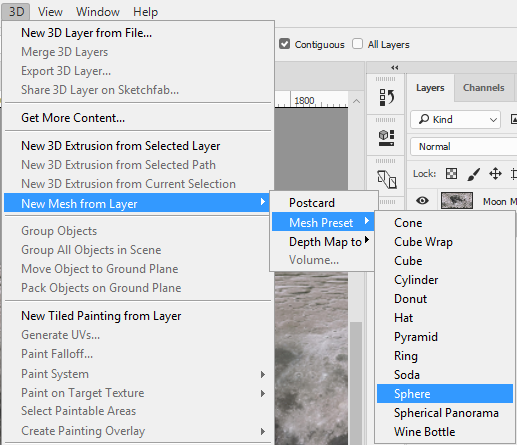 3D View Window Help
New 3D Layer from File...
Merge 3D Layers
Export 3D Layer...
Share 3D Layer on Sketchfab...
Get More Content...
New 3D Extrusion from Selected Layer
New 3D Extrusion from Selected Path
New 3D Extrusion from Current Selection
New Mesh from Layer
Group Objects
Group All Objects in Scene
Move Object to Ground Plane
Pack Objects on Ground Plane
New Tiled Painting from Layer
Generate UVs...
Paint Falloff...
Paint System
Paint on Target Texture
Select Paintable Areas
Create Painting Overlay
Postcard
Mesh Preset
Depth Map to
Volume...
Cone
Cube Wrap
Cube
Cylinder
Donut
Hat
Pyramid
Ring
Soda
Sphere
Spherical Panorama
Wine Bottle
Contiguous All Layers
1800
Layers Channels
Kind
Normal
Lock:
Moon M